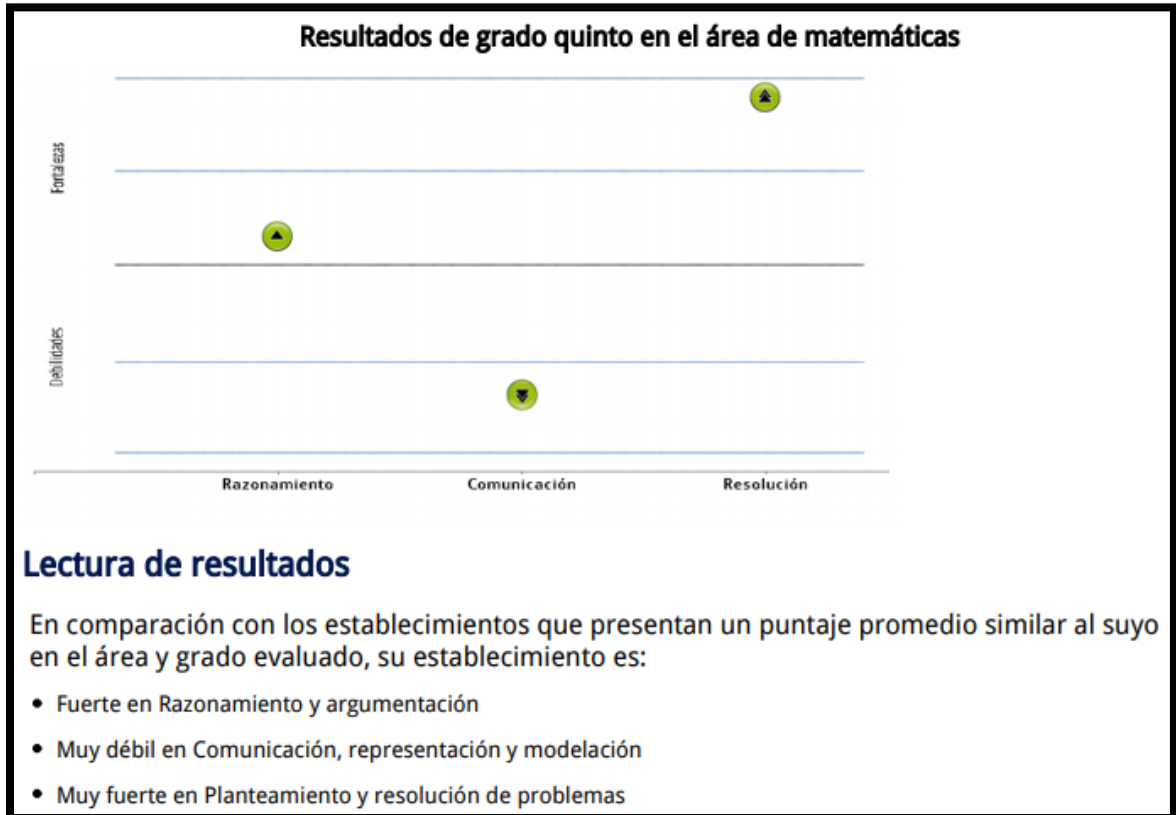 Resultados de grado quinto en el área de matemáticas
Fortalezas
Debilidades
Razonamiento
Comunicación
Resolución
Lectura de resultados
En comparación con los establecimientos que presentan un puntaje promedio similar al suyo
en el área y grado evaluado, su establecimiento es:
• Fuerte en Razonamiento y argumentación
• Muy débil en Comunicación, representación y modelación
• Muy fuerte en Planteamiento y resolución de problemas